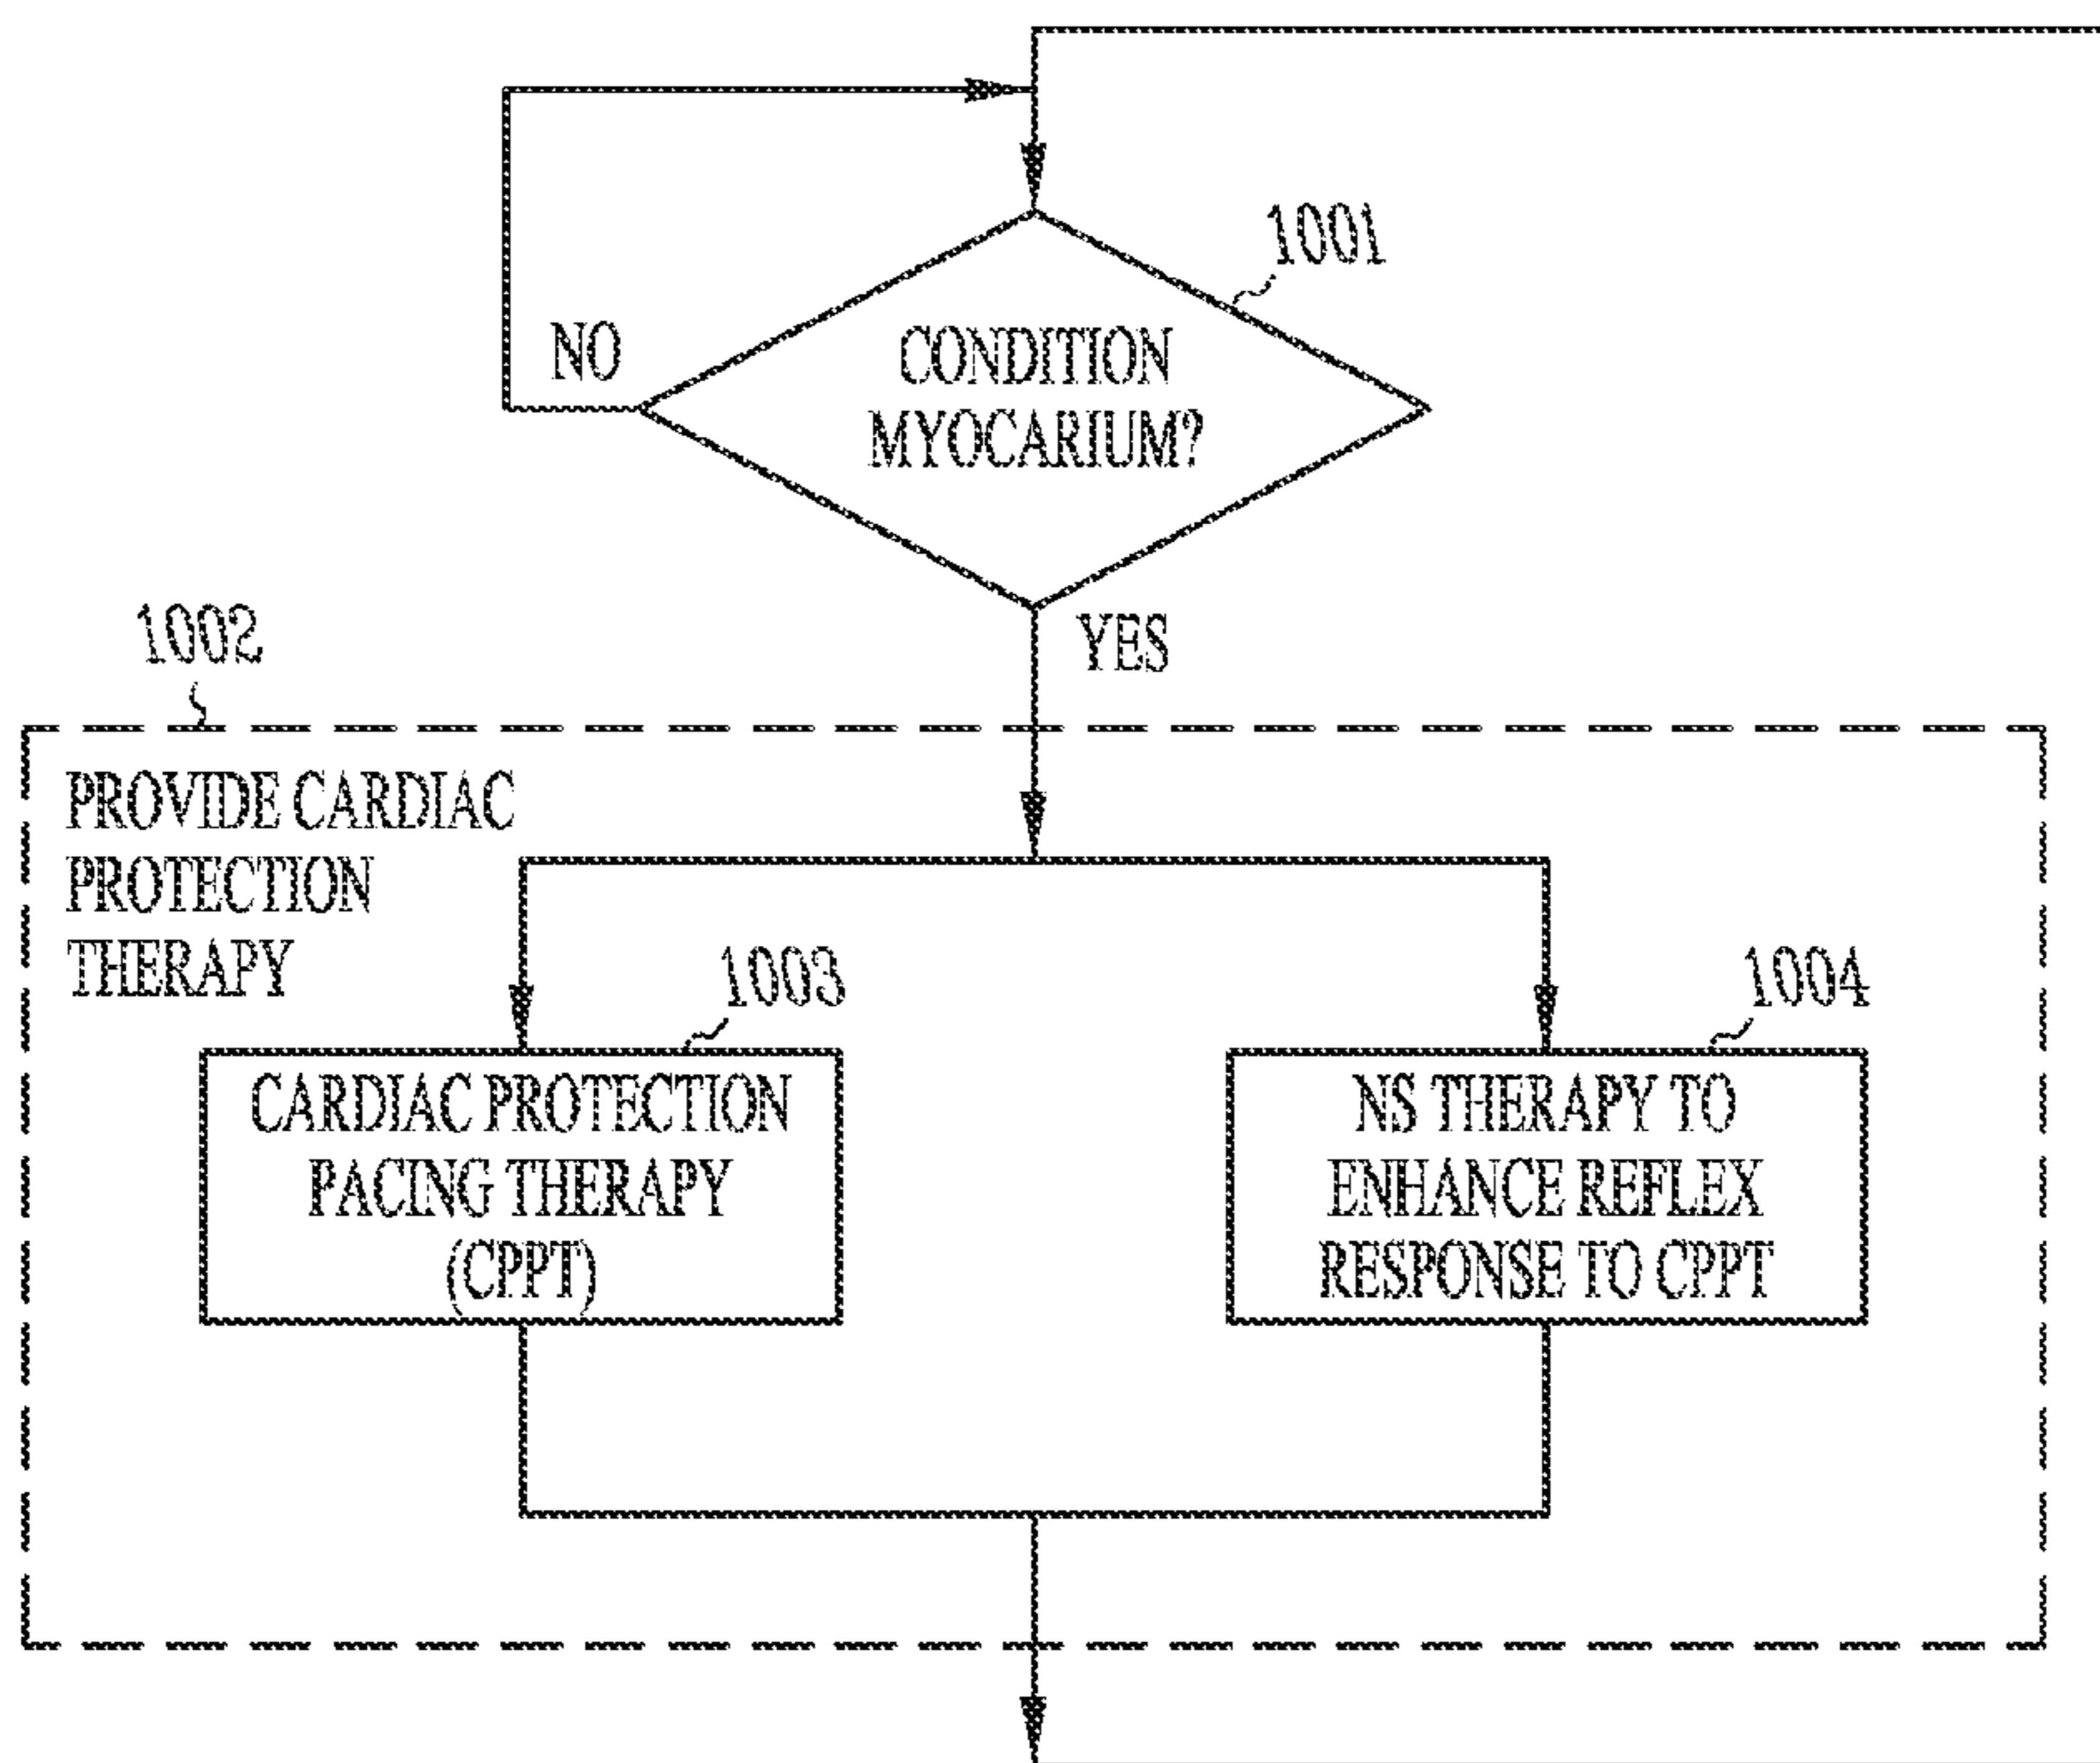 1001
NO
CONDITION
MYOCARIUM?
YES
1002
PROVIDE CARDIAC
PROTECTION
THERAPY
1003
1004
CARDIAC PROTECTION
PACING THERAPY
(CPPT)
NS THERAPY TO
ENHANCE REFLEX
RESPONSE TO CPPT